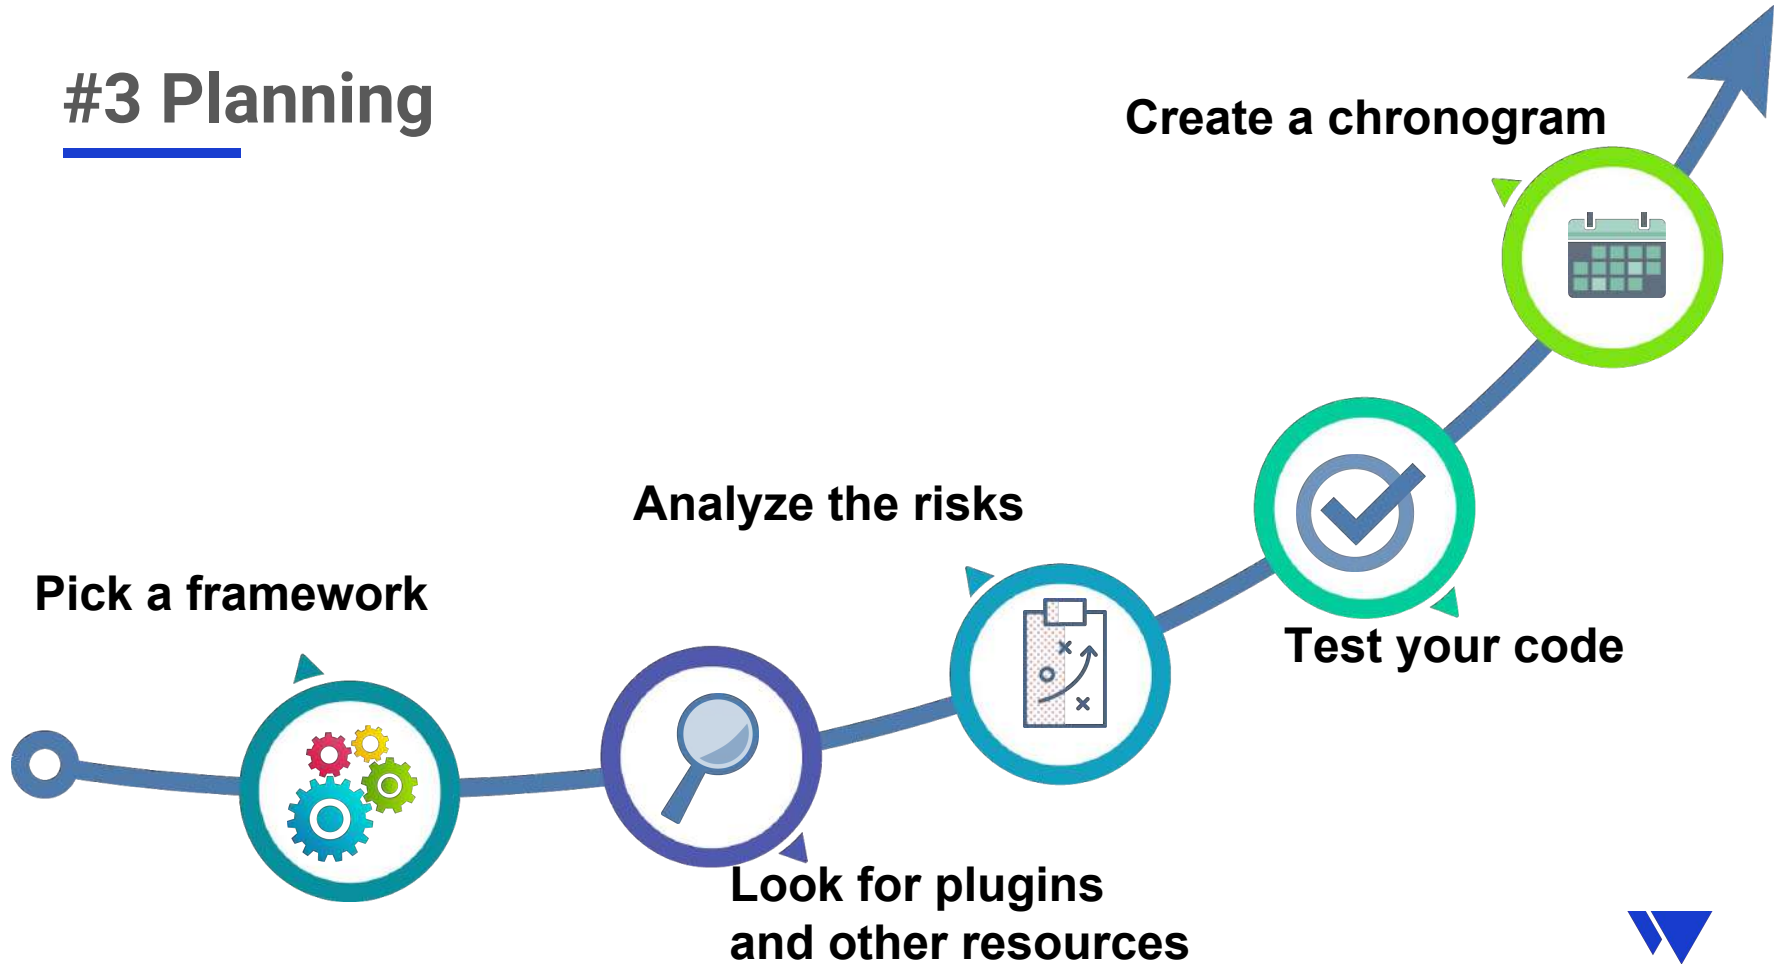 #3 Planning
Create a chronogram
Analyze the risks
Pick a framework
Test your code
Look for plugins
and other resources